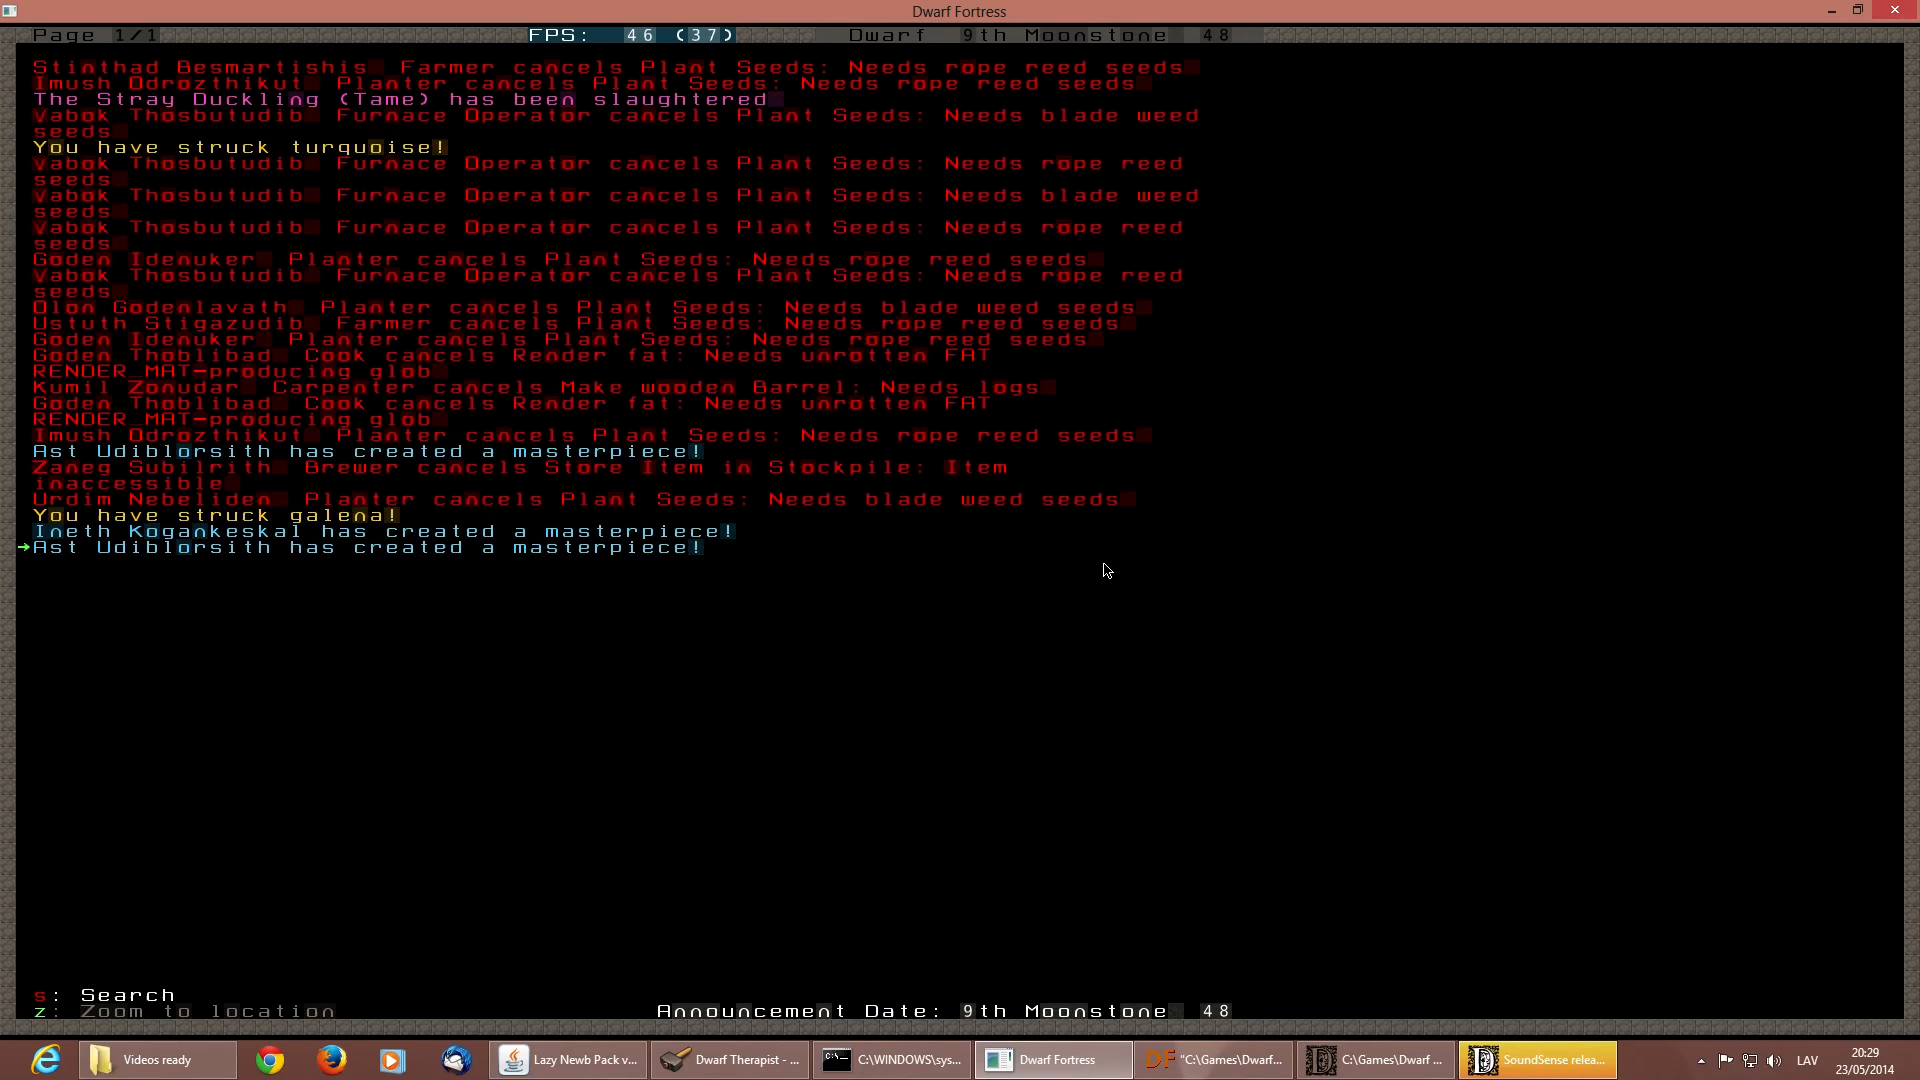 Dwarf Fortress
Page 1/1 FPS: 46 (37) Dwarf 9th Moonstone 48
Stinthad Besmartishis Farmer cancels Plant Seeds: Needs rope reed seeds
Imush Odrozthikut Planter cancels Plant Seeds: Needs rope reed seeds
The Stray Duckling (Tame) has been slaughtered
Vabok Thosbutudib Furnace Operator cancels Plant Seeds: Needs blade weed
seeds
You have struck turquoise!
Vabok Thosbutudib Furnace Operator cancels Plant Seeds: Needs rope reed
seeds
Vabok Thosbutudib Furnace Operator cancels Plant Seeds: Needs blade weed
seeds
Vabok Thosbutudib Furnace Operator cancels Plant Seeds: Needs rope reed
seeds
Goden Idenuker Planter cancels Plant Seeds: Needs rope reed seeds
Vabok Thosbutudib Furnace Operator cancels Plant Seeds: Needs rope reed
seeds
Olon Godenlavath Planter cancels Plant Seeds: Needs blade weed seeds
Ustuth Stigazudib Farmer cancels Plant Seeds: Needs rope reed seeds
Goden Idenuker Planter cancels Plant Seeds: Needs rope reed seeds
Goden Thoblibad Cook cancels Render fat: Needs unrotten FAT
RENDER_MAT-producing glob
Kumil Zonudar Carpenter cancels Make wooden Barrel: Needs logs
Goden Thoblibad Cook cancels Render fat: Needs unrotten FAT
RENDER_MAT-producing glob
Imush Odrozthikut Planter cancels Plant Seeds: Needs rope reed seeds
Ast Udiblorsith has created a masterpiece!
Zaneg Subilrith Brewer cancels Store Item in Stockpile: Item
inaccessible
Urdim Nebeliden Planter cancels Plant Seeds: Needs blade weed seeds
You have struck galena!
Ineth Kogankeskal has created a masterpiece!
Ast Udiblorsith has created a masterpiece!
s: Search
z: Zoom to location Announcement Date: 9th Moonstone 48
Videos ready Lazy Newb Pack v... Dwarf Therapist - ... C:\WINDOWS\sys... Dwarf Fortress DF "C:\Games\Dwarf... C:\Games\Dwarf ... SoundSense relea... LAV 20:29
23/05/2014